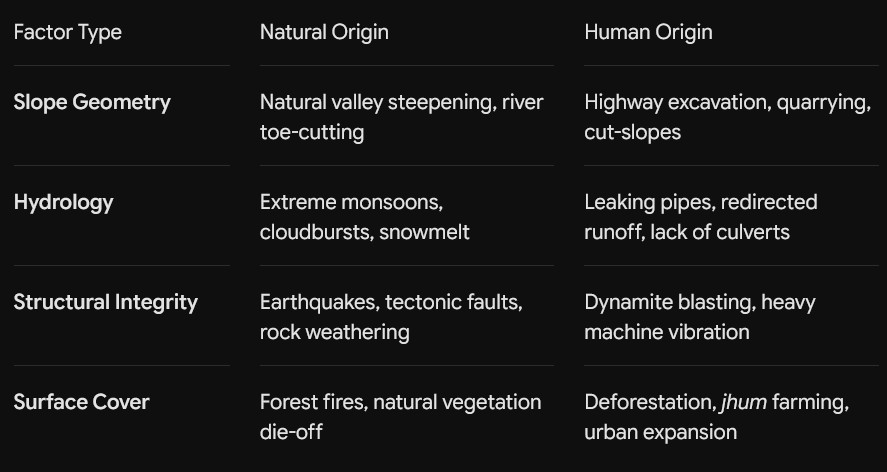 Factor Type Natural Origin Human Origin
Slope Geometry Natural valley steepening, river Highway excavation, quarrying,
toe-cutting cut-slopes
Hydrology Extreme monsoons, Leaking pipes, redirected
cloudbursts, snowmelt runoff, lack of culverts
Structural Integrity Earthquakes, tectonic faults, Dynamite blasting, heavy
rock weathering machine vibration
Surface Cover Forest fires, natural vegetation Deforestation, jhum farming,
die-off urban expansion